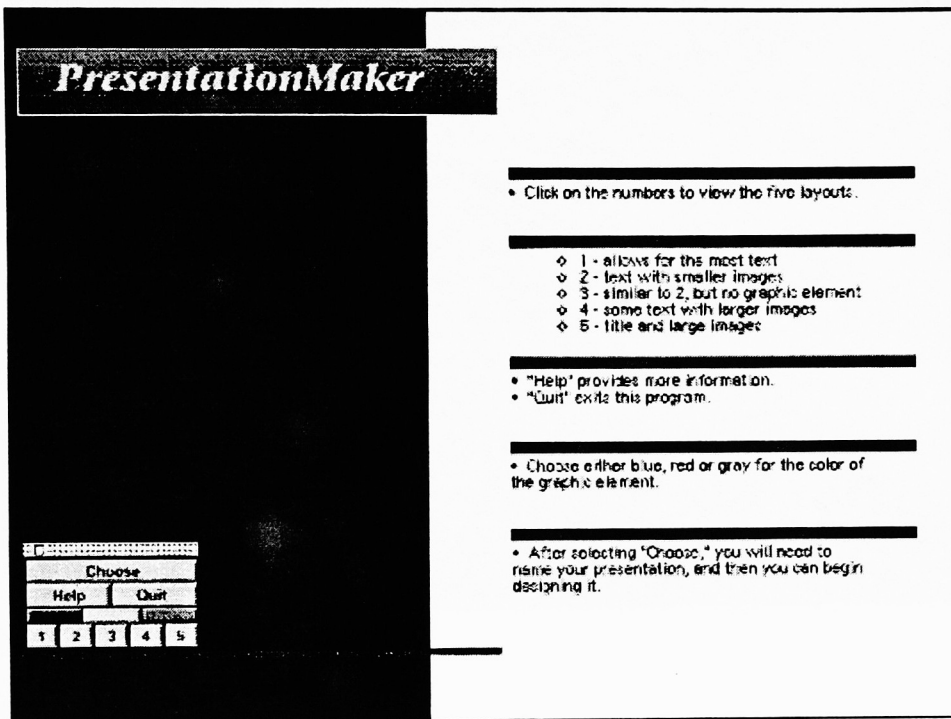 PresentationMaker
• Click on the numbers to view the five layouts.
◇ 1 - allows for the most text
◇ 2 - text with smaller images
◇ 3 - similar to 2, but no graphic element
◇ 4 - some text with larger images
◇ 5 - title and large images
• "Help" provides more information.
• "Quit" exits this program.
• Choose either blue, red or gray for the color of
the graphic element.
• After selecting "Choose," you will need to
name your presentation, and then you can begin
designing it.
Choose
Help Quit
1 2 3 4 5